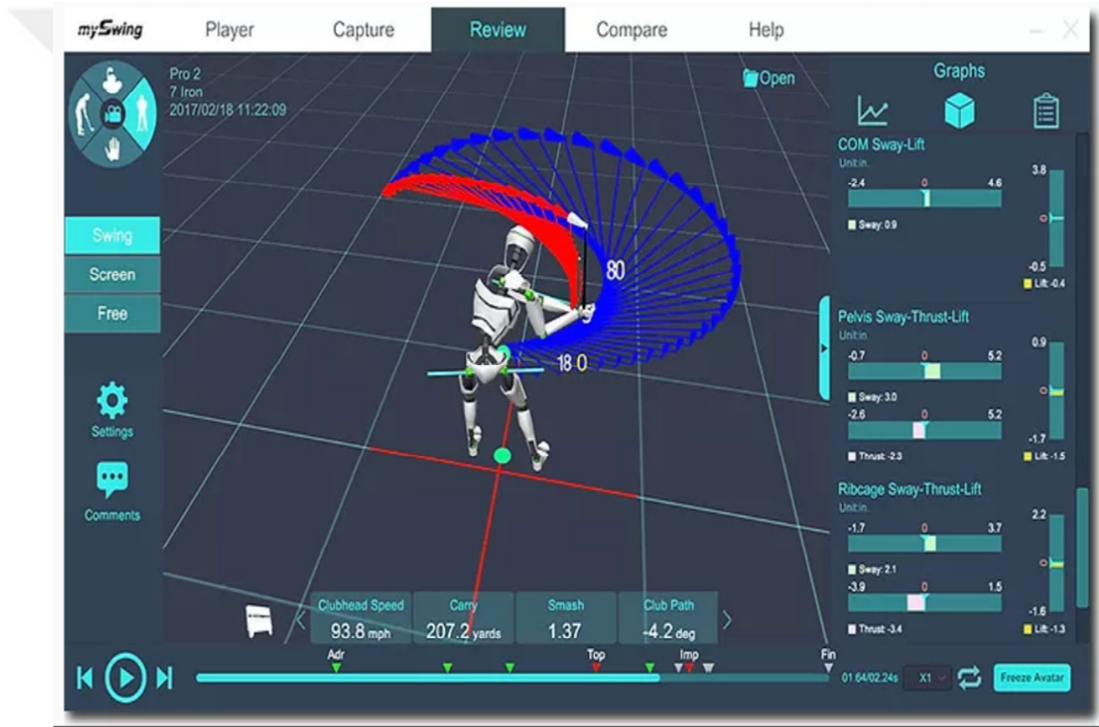 mySwing Player Capture Review Compare Help
Pro 2
7 Iron
2017/02/18 11:22:09
Open
Swing
Screen
Free
Settings
Comments
80
18 0
Graphs
COM Sway-Lift
Unit:in.
-2.4 0 4.6
Sway: 0.9
3.8
0
-0.5
Lift: -0.4
Pelvis Sway-Thrust-Lift
Unit:in.
-0.7 0 5.2
Sway: 3.0
-2.6 0 5.2
Thrust: -2.3
0.9
0
-1.7
Lift: -1.5
Ribcage Sway-Thrust-Lift
Unit:in.
-1.7 0 3.7
Sway: 2.1
-3.9 0 1.5
Thrust: -3.4
2.2
0
-1.6
Lift: -1.3
Clubhead Speed
93.8 mph
Carry
207.2 yards
Smash
1.37
Club Path
-4.2 deg
Adr Top Imp Fin
01.64/02.24s X1 Freeze Avatar